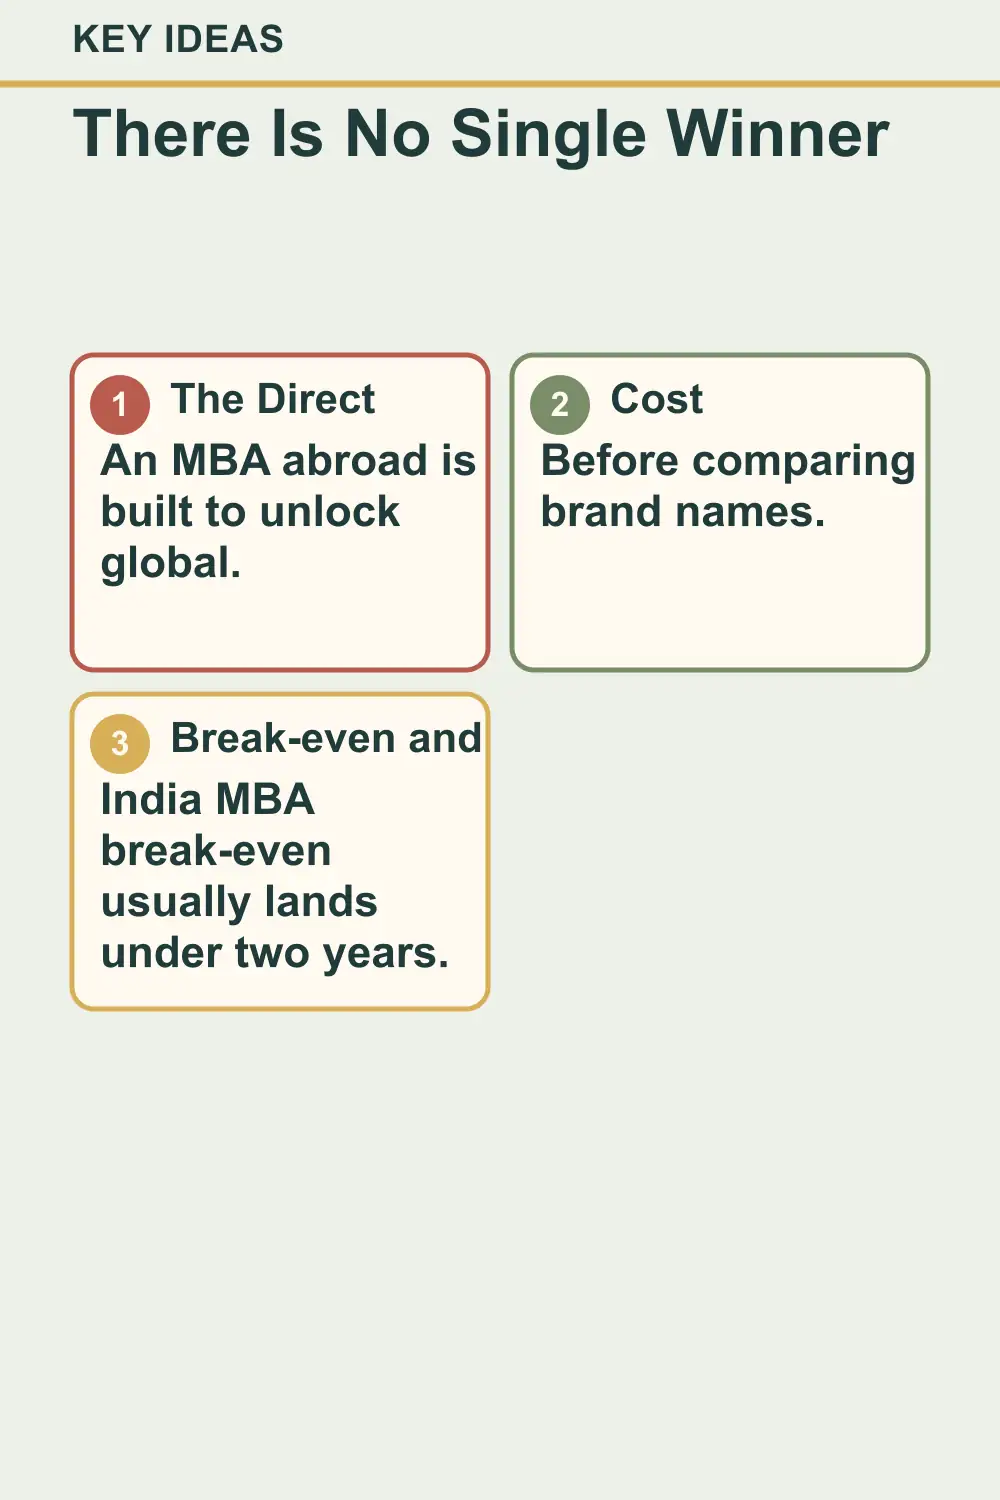 KEY IDEAS
There Is No Single Winner
1 The Direct
An MBA abroad is
built to unlock
global.
2 Cost
Before comparing
brand names.
3 Break-even and
India MBA
break-even
usually lands
under two years.